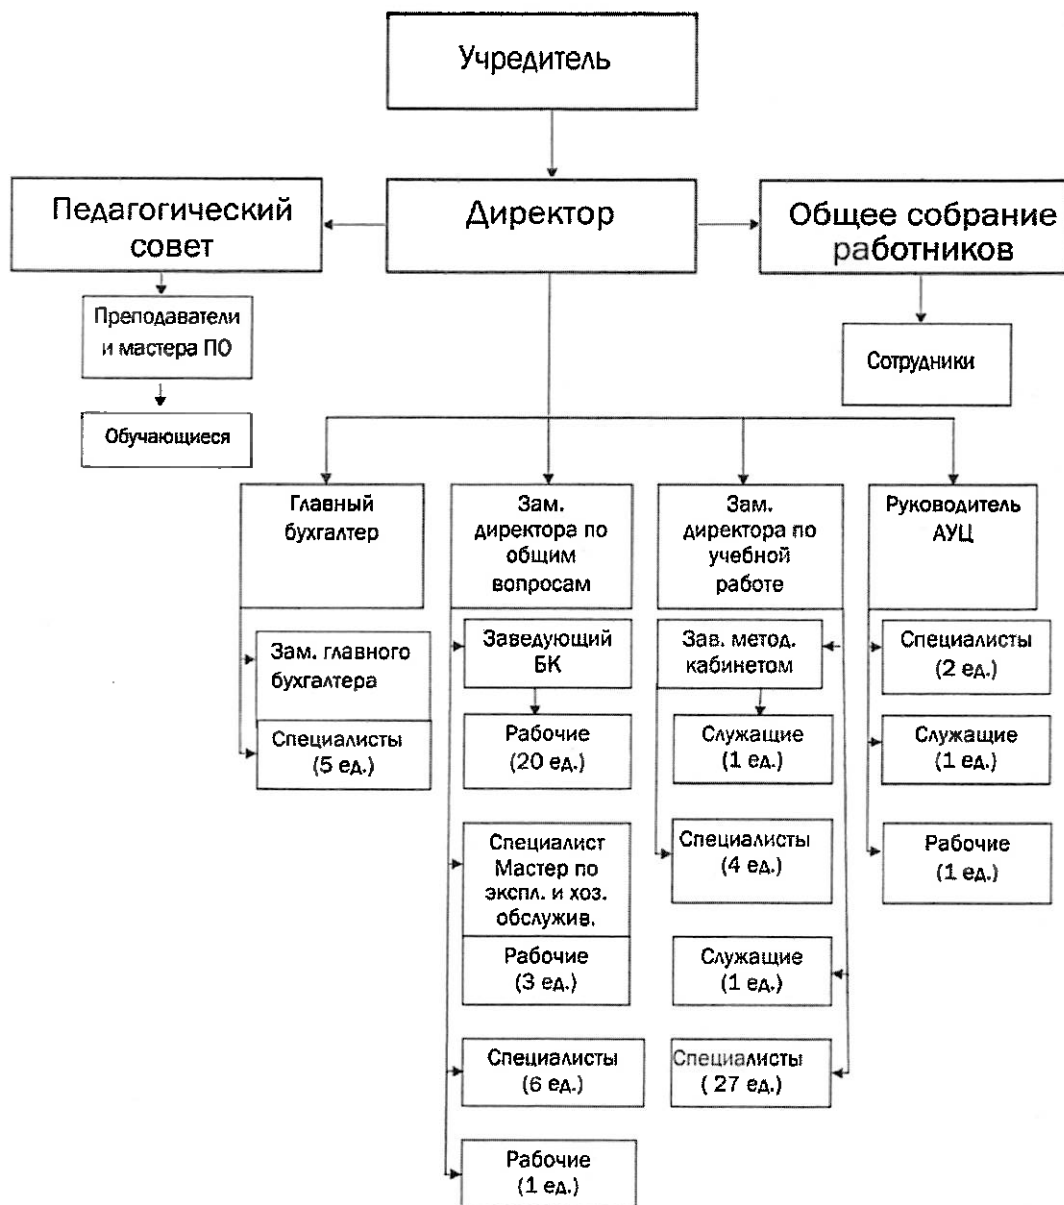 Учредитель
Педагогический
совет
Директор
Общее собрание
работников
Преподаватели
и мастера ПО
Обучающиеся
Сотрудники
Главный
бухгалтер
Зам. главного
бухгалтера
Специалисты
(5 ед.)
Зам.
директора по
общим
вопросам
Заведующий
БК
Рабочие
(20 ед.)
Специалист
Мастер по
экспл. и хоз.
обслужив.
Рабочие
(3 ед.)
Специалисты
(6 ед.)
Рабочие
(1 ед.)
Зам.
директора по
учебной
работе
Зав. метод.
кабинетом
Служащие
(1 ед.)
Специалисты
(4 ед.)
Служащие
(1 ед.)
Специалисты
( 27 ед.)
Руководитель
АУЦ
Специалисты
(2 ед.)
Служащие
(1 ед.)
Рабочие
(1 ед.)